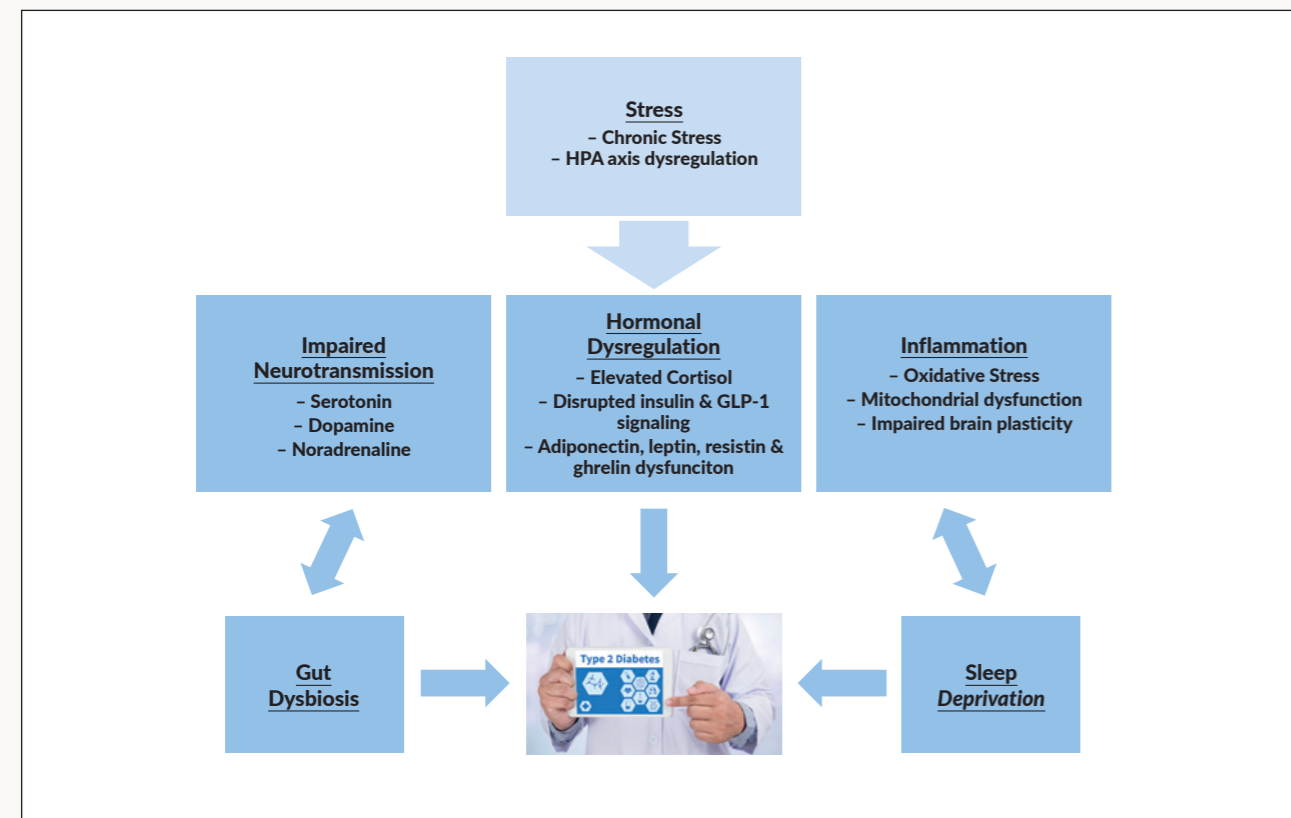 Stress
– Chronic Stress
– HPA axis dysregulation
Impaired
Neurotransmission
– Serotonin
– Dopamine
– Noradrenaline
Hormonal
Dysregulation
– Elevated Cortisol
– Disrupted insulin & GLP-1
signaling
– Adiponectin, leptin, resistin &
ghrelin dysfunciton
Inflammation
– Oxidative Stress
– Mitochondrial dysfunction
– Impaired brain plasticity
Gut
Dysbiosis
Type 2 Diabetes
Sleep
Deprivation